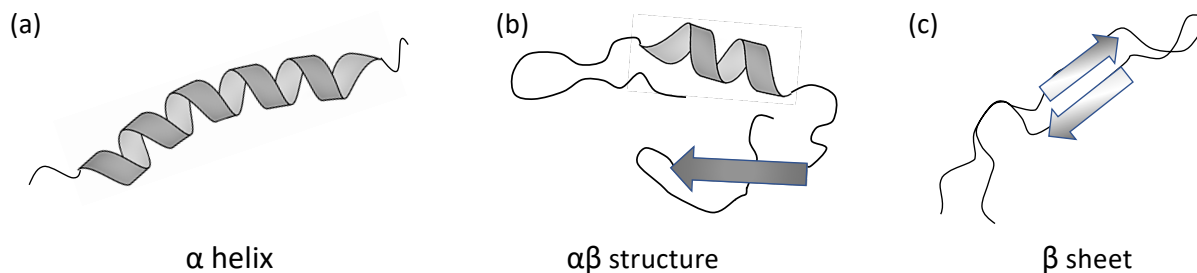 (a)
(b)
(c)
α helix
αβ structure
β sheet